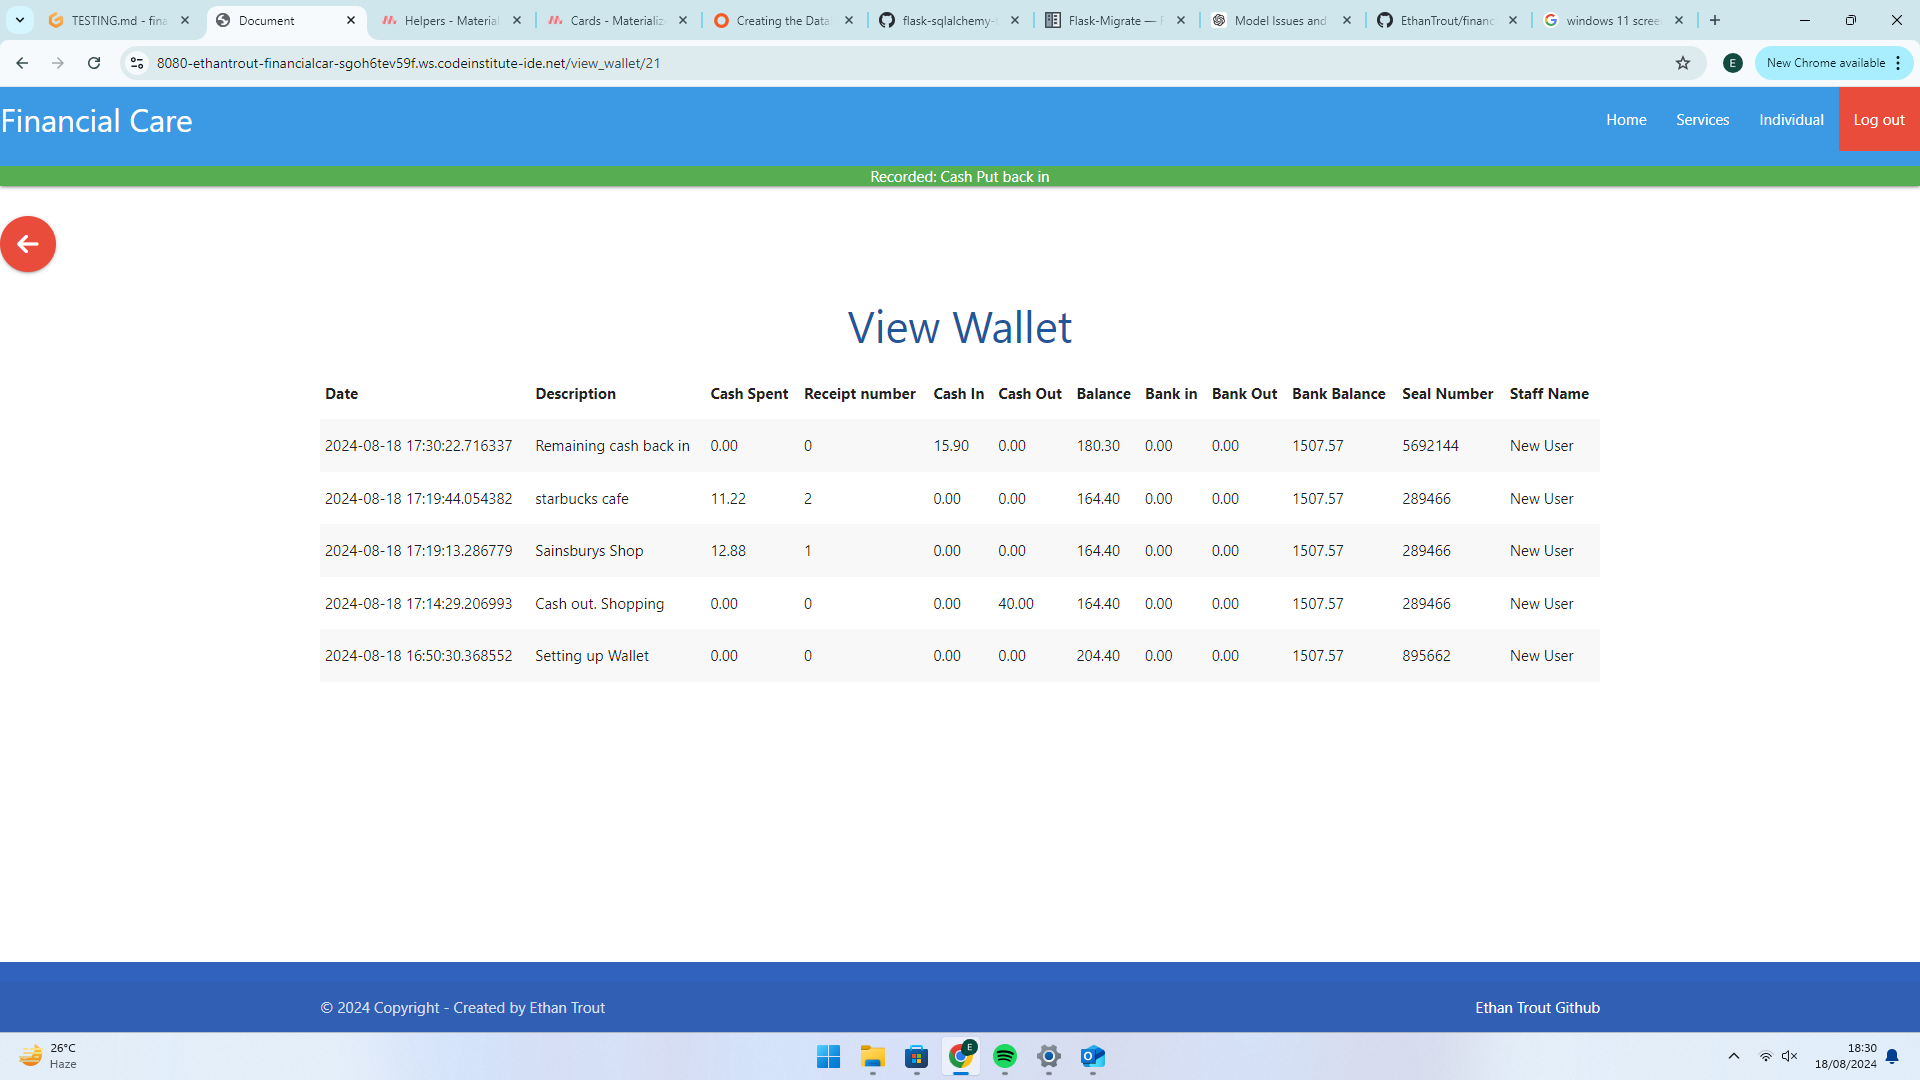 TESTING.md - fina
Document
Helpers - Material
Cards - Materializ
Creating the Data
flask-sqlalchemy-
Flask-Migrate —
Model Issues and
EthanTrout/financ
windows 11 scree
8080-ethantrout-financialcar-sgoh6tev59f.ws.codeinstitute-ide.net/view_wallet/21
E
New Chrome available
Financial Care
Home Services Individual Log out
Recorded: Cash Put back in
View Wallet
Date Description Cash Spent Receipt number Cash In Cash Out Balance Bank in Bank Out Bank Balance Seal Number Staff Name
2024-08-18 17:30:22.716337 Remaining cash back in 0.00 0 15.90 0.00 180.30 0.00 0.00 1507.57 5692144 New User
2024-08-18 17:19:44.054382 starbucks cafe 11.22 2 0.00 0.00 164.40 0.00 0.00 1507.57 289466 New User
2024-08-18 17:19:13.286779 Sainsburys Shop 12.88 1 0.00 0.00 164.40 0.00 0.00 1507.57 289466 New User
2024-08-18 17:14:29.206993 Cash out. Shopping 0.00 0 0.00 40.00 164.40 0.00 0.00 1507.57 289466 New User
2024-08-18 16:50:30.368552 Setting up Wallet 0.00 0 0.00 0.00 204.40 0.00 0.00 1507.57 895662 New User
© 2024 Copyright - Created by Ethan Trout
Ethan Trout Github
26°C
Haze
E
18:30
18/08/2024